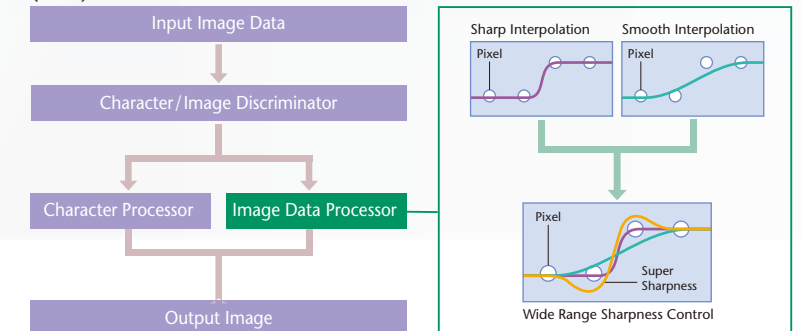 Input Image Data
Character/Image Discriminator
Character Processor
Image Data Processor
Output Image
Sharp Interpolation
Smooth Interpolation
Pixel
Pixel
Pixel
Super
Sharpness
Wide Range Sharpness Control